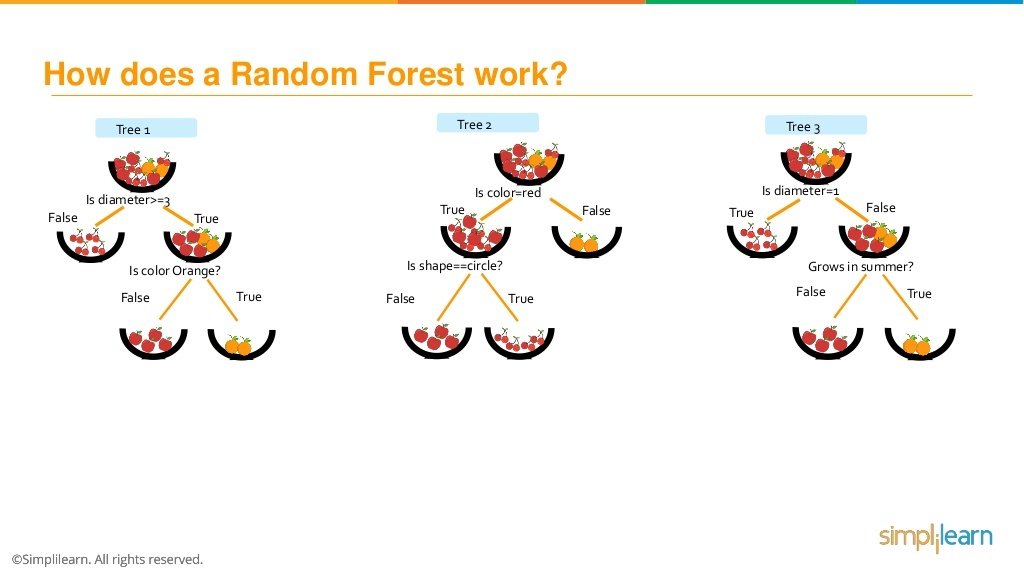 How does a Random Forest work?
Tree 1
Is diameter>=3
False
True
Is color Orange?
False
True
Tree 2
Is color=red
True
False
Is shape==circle?
False
True
Tree 3
Is diameter=1
True
False
Grows in summer?
False
True
©Simplilearn. All rights reserved.
simplilearn